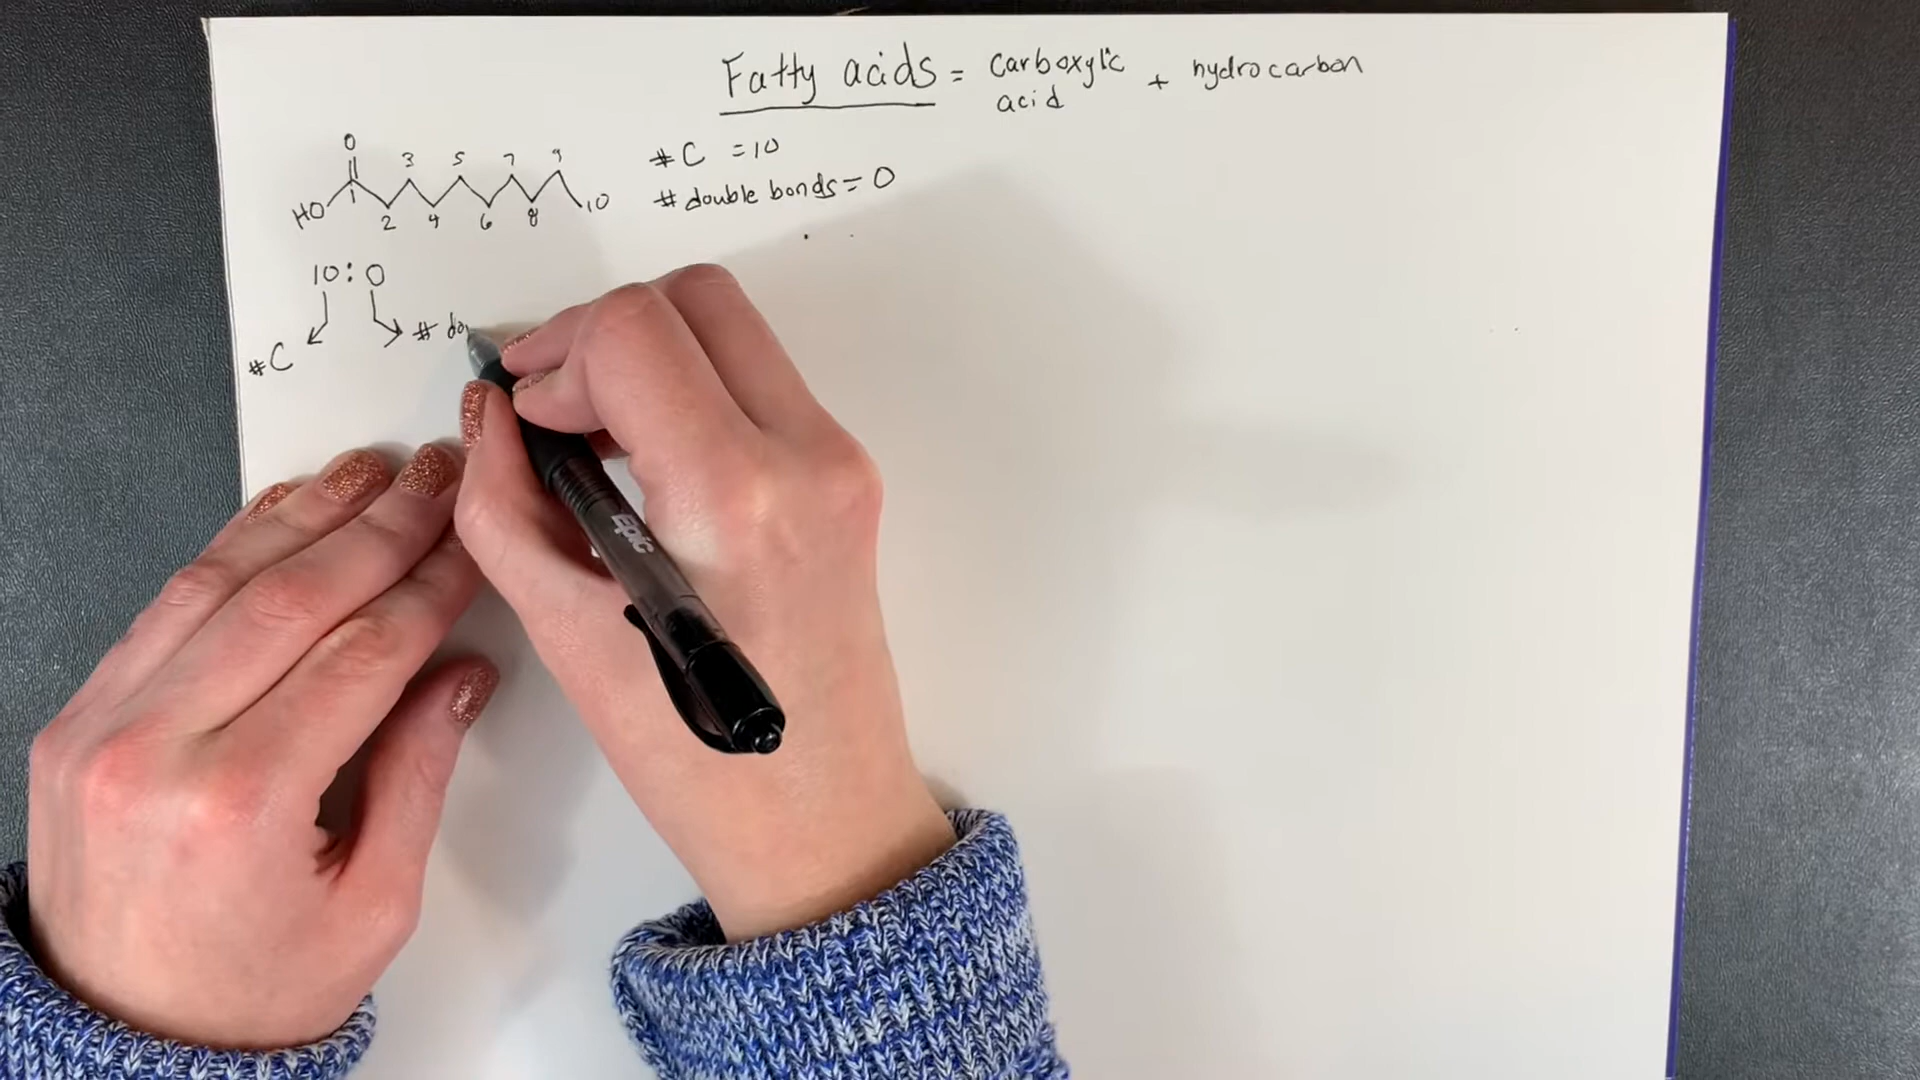 Fatty acids = carboxylic acid + hydrocarbon
O
3 5 7 9
HO 1 10
2 4 6 8
#C = 10
# double bonds = 0
10:0
#C
# dou
Epic